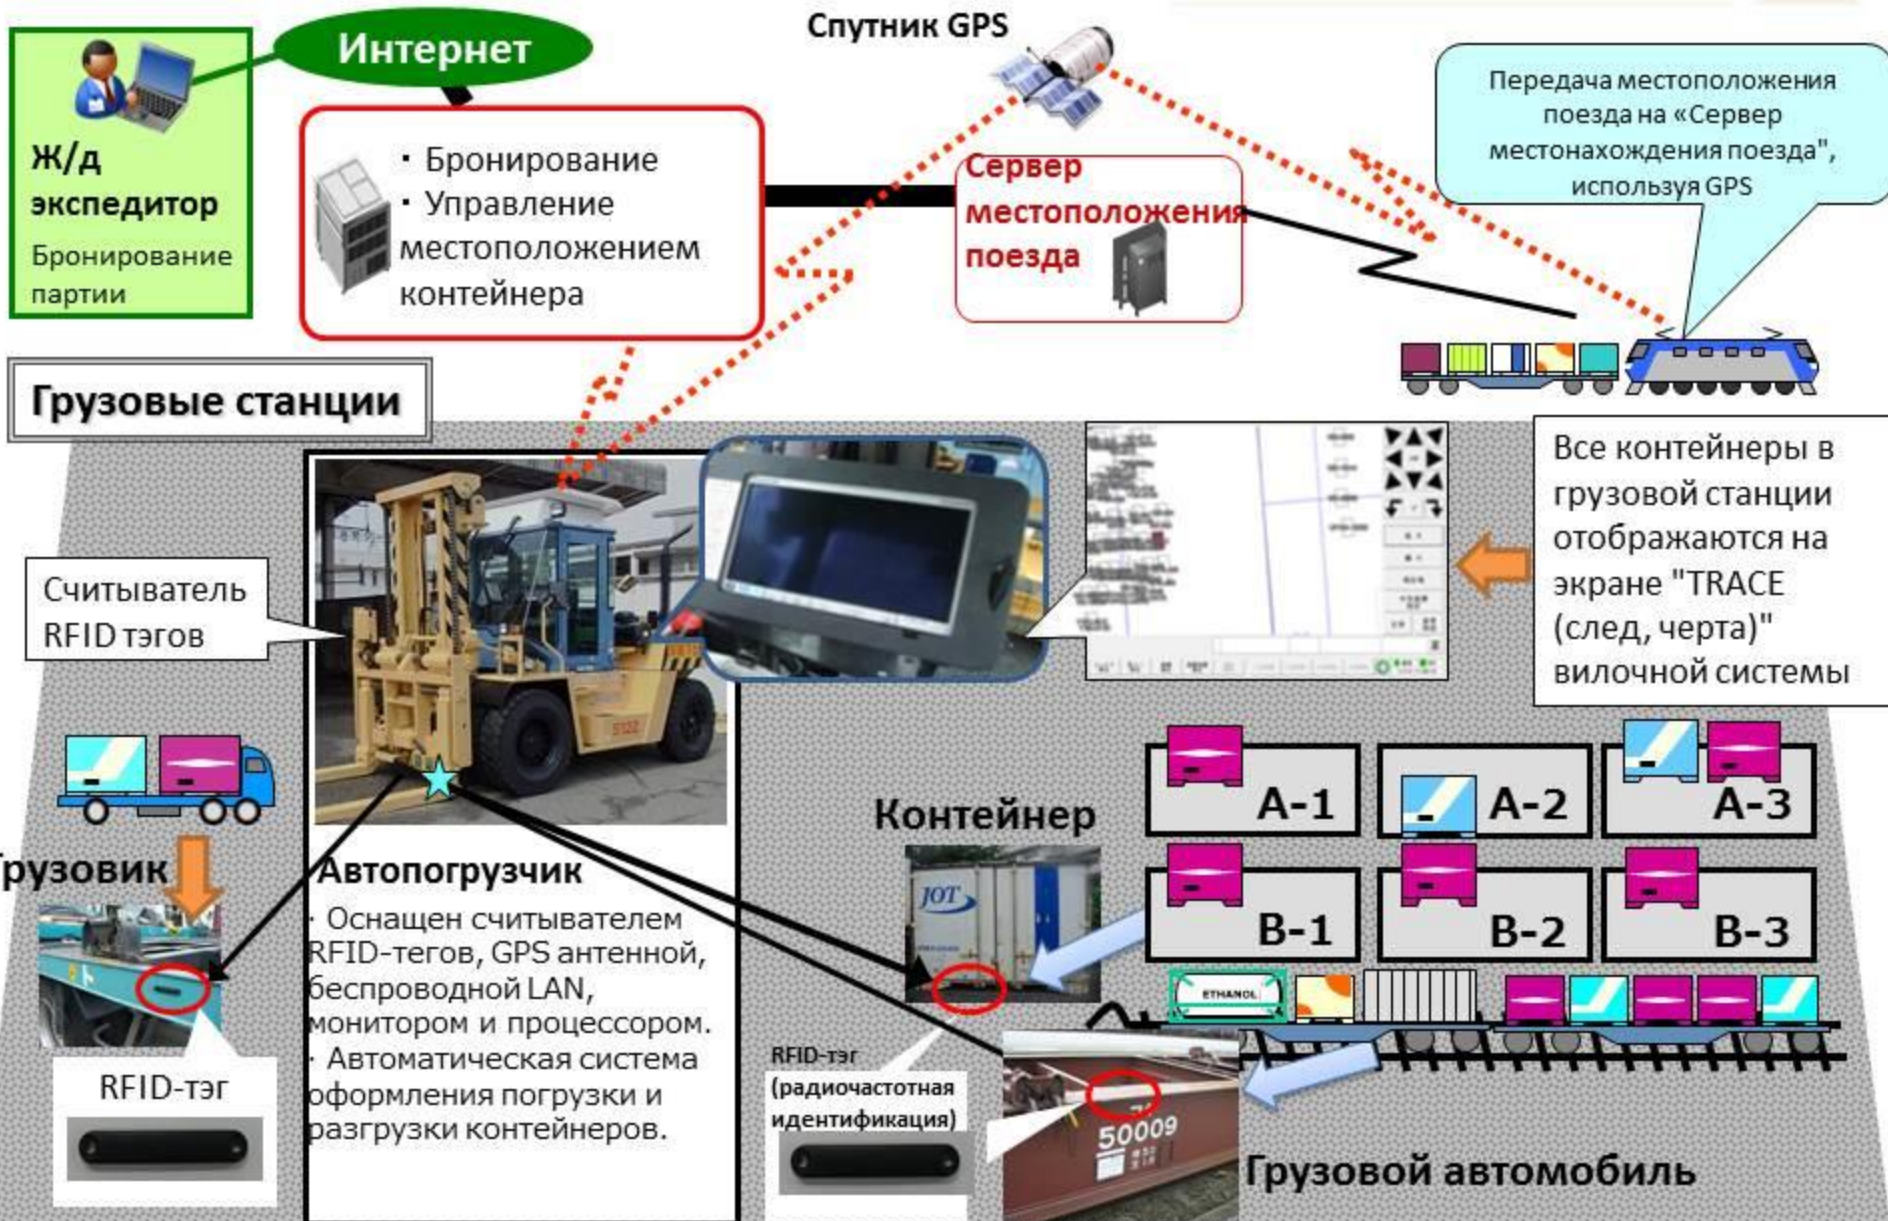 Интернет
Спутник GPS
Ж/д
экспедитор
Бронирование
партии
· Бронирование
· Управление
местоположением
контейнера
Сервер
местоположения
поезда
Передача местоположения
поезда на «Сервер
местонахождения поезда",
используя GPS
Грузовые станции
Все контейнеры в
грузовой станции
отображаются на
экране "TRACE
(след, черта)"
вилочной системы
Считыватель
RFID тэгов
5122
Грузовик
RFID-тэг
Автопогрузчик
· Оснащен считывателем
RFID-тегов, GPS антенной,
беспроводной LAN,
монитором и процессором.
· Автоматическая система
оформления погрузки и
разгрузки контейнеров.
Контейнер
JOT
A-1
A-2
A-3
B-1
B-2
B-3
ETHANOL
RFID-тэг
(радиочастотная
идентификация)
50009
Грузовой автомобиль